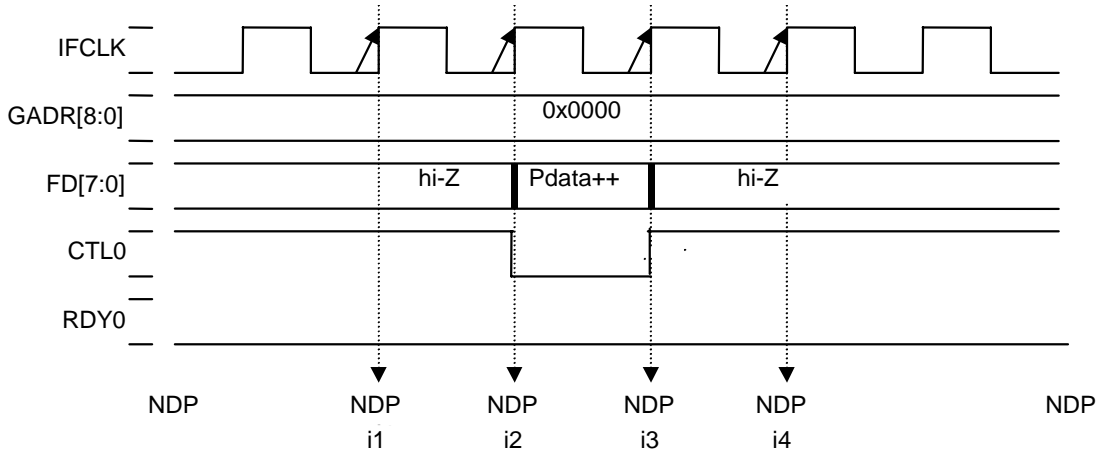 IFCLK
GADR[8:0]
0x0000
FD[7:0]
hi-Z Pdata++ hi-Z
CTL0
RDY0
NDP NDP NDP NDP NDP NDP
i1 i2 i3 i4